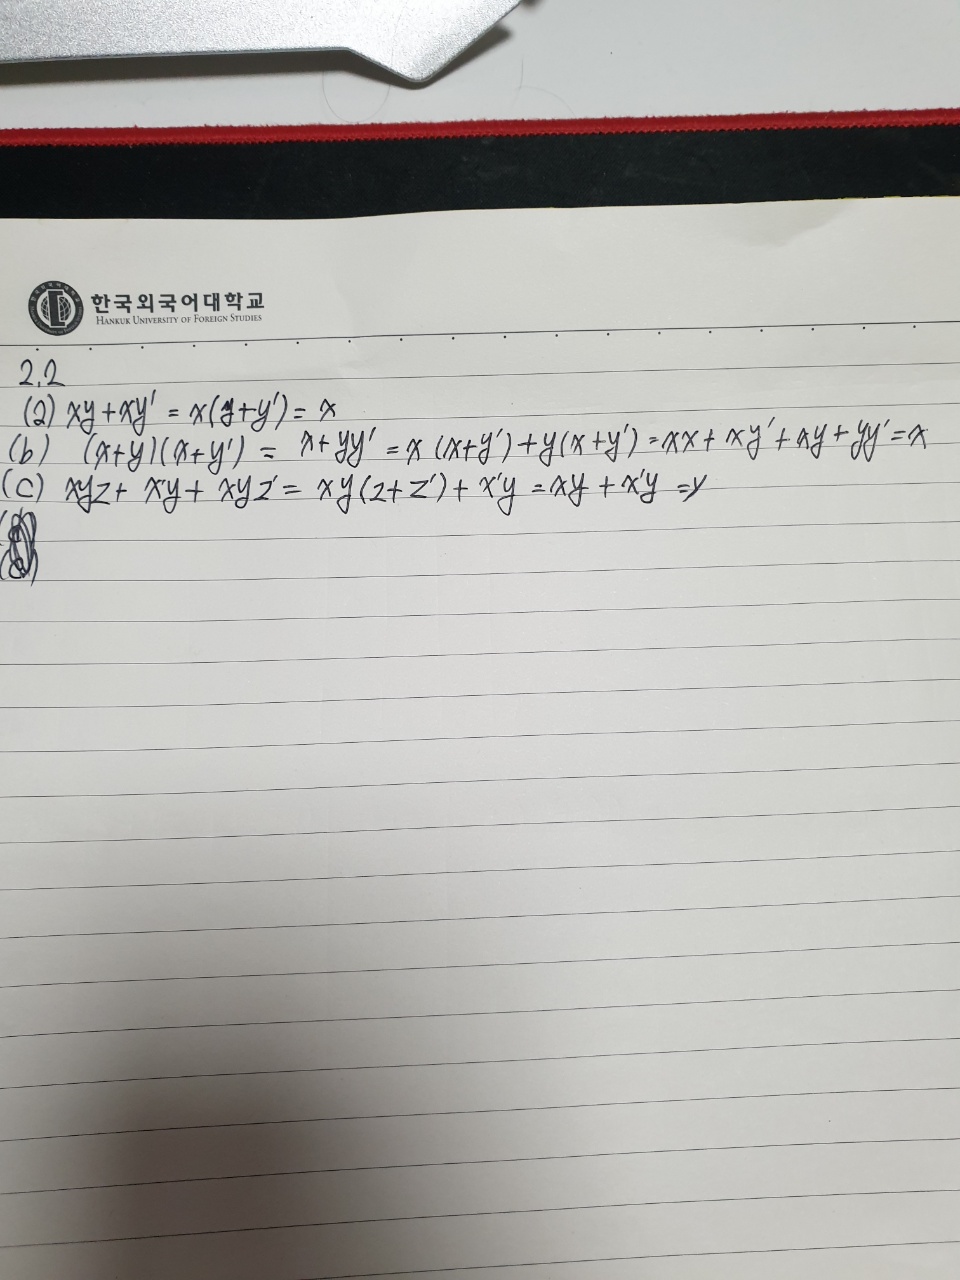 한국외국어대학교
HANKUK UNIVERSITY OF FOREIGN STUDIES
2.2
(a) xy + xy' = x(y+y') = x
(b) (x+y)(x+y') = x+yy' = x(x+y')+y(x+y') = xx+xy'+xy+yy' = x
(c) xyz + x'y + xyz' = xy(z+z') + x'y = xy + x'y = y